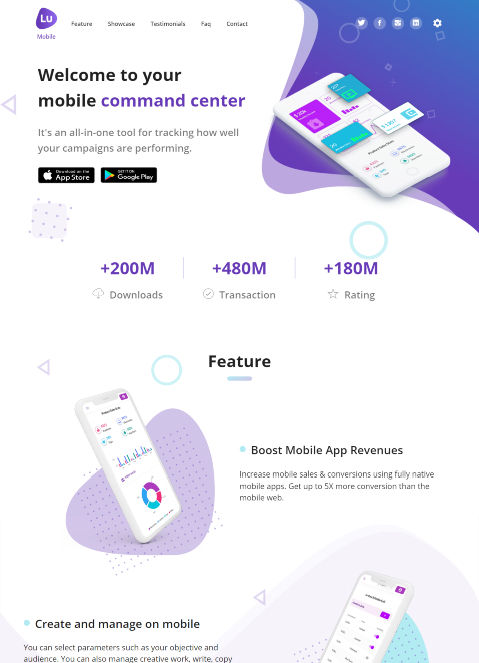 Lu
Mobile
Feature Showcase Testimonials Faq Contact
Welcome to your
mobile command center
It's an all-in-one tool for tracking how well
your campaigns are performing.
Download on the
App Store
GET IT ON
Google Play
+200M +480M +180M
Downloads Transaction Rating
Feature
Boost Mobile App Revenues
Increase mobile sales & conversions using fully native
mobile apps. Get up to 5X more conversion than the
mobile web.
Create and manage on mobile
You can select parameters such as your objective and
audience. You can also manage creative work, write, copy